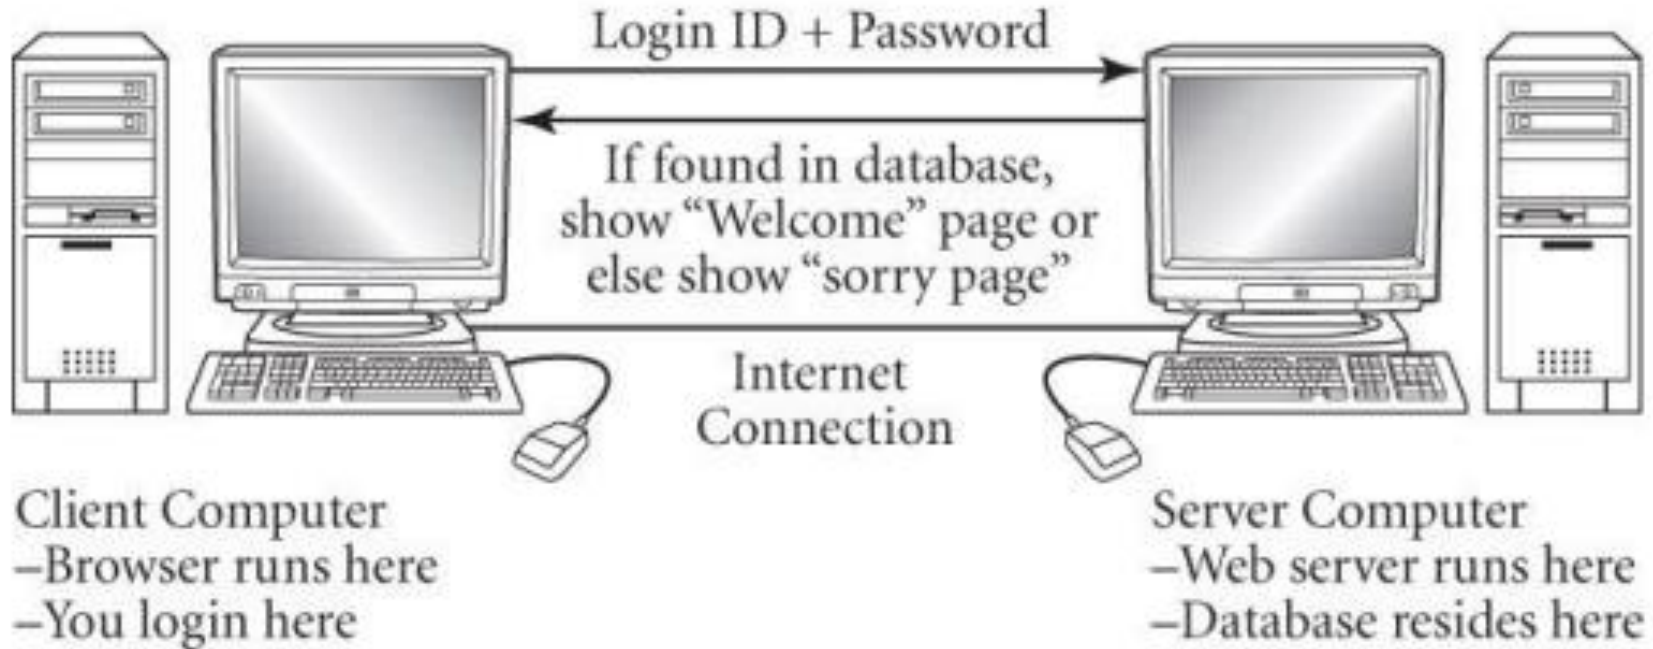 Login ID + Password
If found in database,
show “Welcome” page or
else show “sorry page”
Internet
Connection
Client Computer
–Browser runs here
–You login here
Server Computer
–Web server runs here
–Database resides here